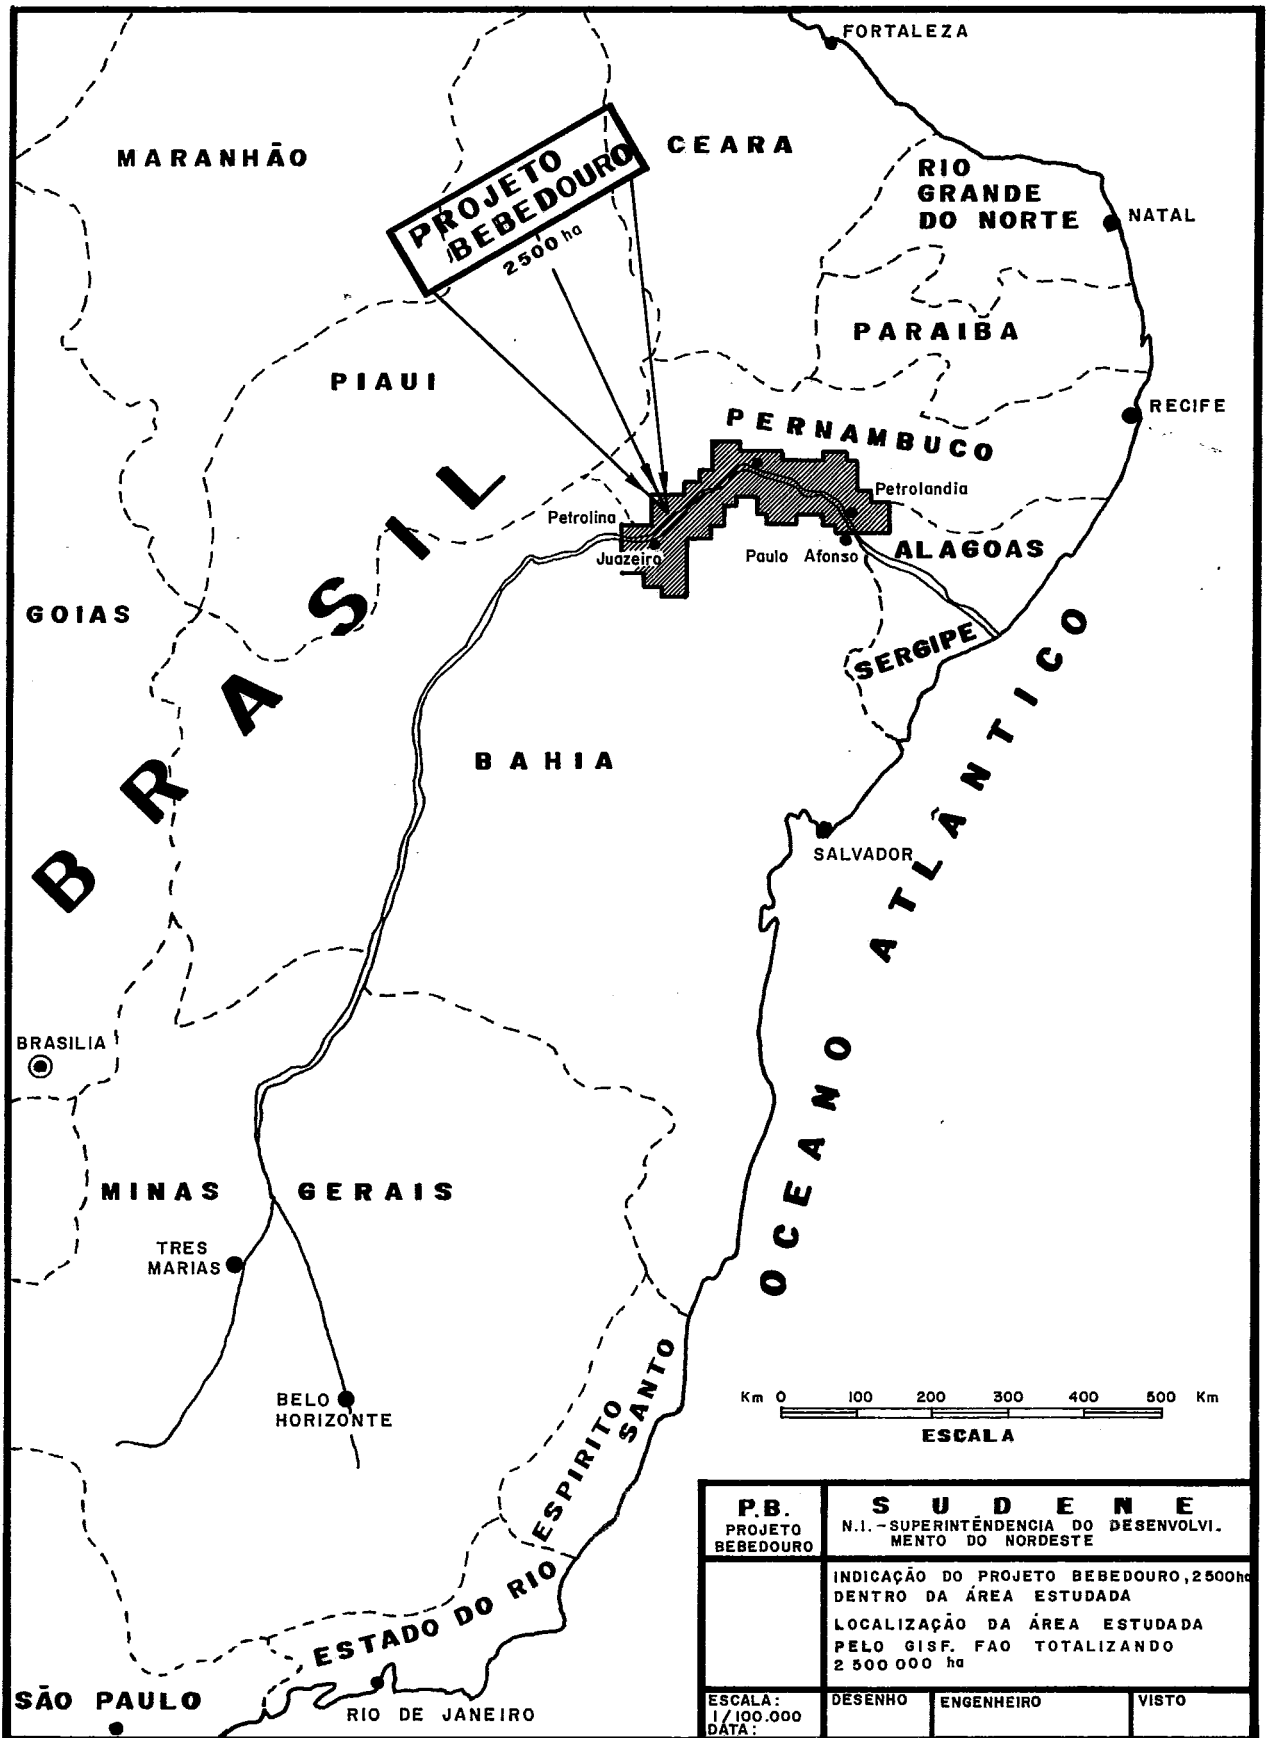 FORTALEZA
MARANHÃO
CEARA
PROJETO
BEBEDOURO
2500 ha
RIO
GRANDE
DO NORTE
NATAL
PARAIBA
PIAUI
RECIFE
PERNAMBUCO
Petrolandia
Petrolina
Juazeiro
Paulo Afonso
ALAGOAS
BRASIL
GOIAS
SERGIPE
BAHIA
SALVADOR
OCEANO ATLÂNTICO
BRASILIA
MINAS GERAIS
TRES
MARIAS
BELO
HORIZONTE
ESPIRITO
SANTO
Km 0 100 200 300 400 500 Km
ESCALA
ESTADO DO RIO
SÃO PAULO
RIO DE JANEIRO
P.B.
PROJETO
BEBEDOURO
SUDENE
N.I.-SUPERINTENDENCIA DO DESENVOLVI.
MENTO DO NORDESTE
INDICAÇÃO DO PROJETO BEBEDOURO,2500ha
DENTRO DA ÁREA ESTUDADA
LOCALIZAÇÃO DA ÁREA ESTUDADA
PELO GISF. FAO TOTALIZANDO
2 500 000 ha
ESCALA:
1/100.000
DATA:
DESENHO
ENGENHEIRO
VISTO